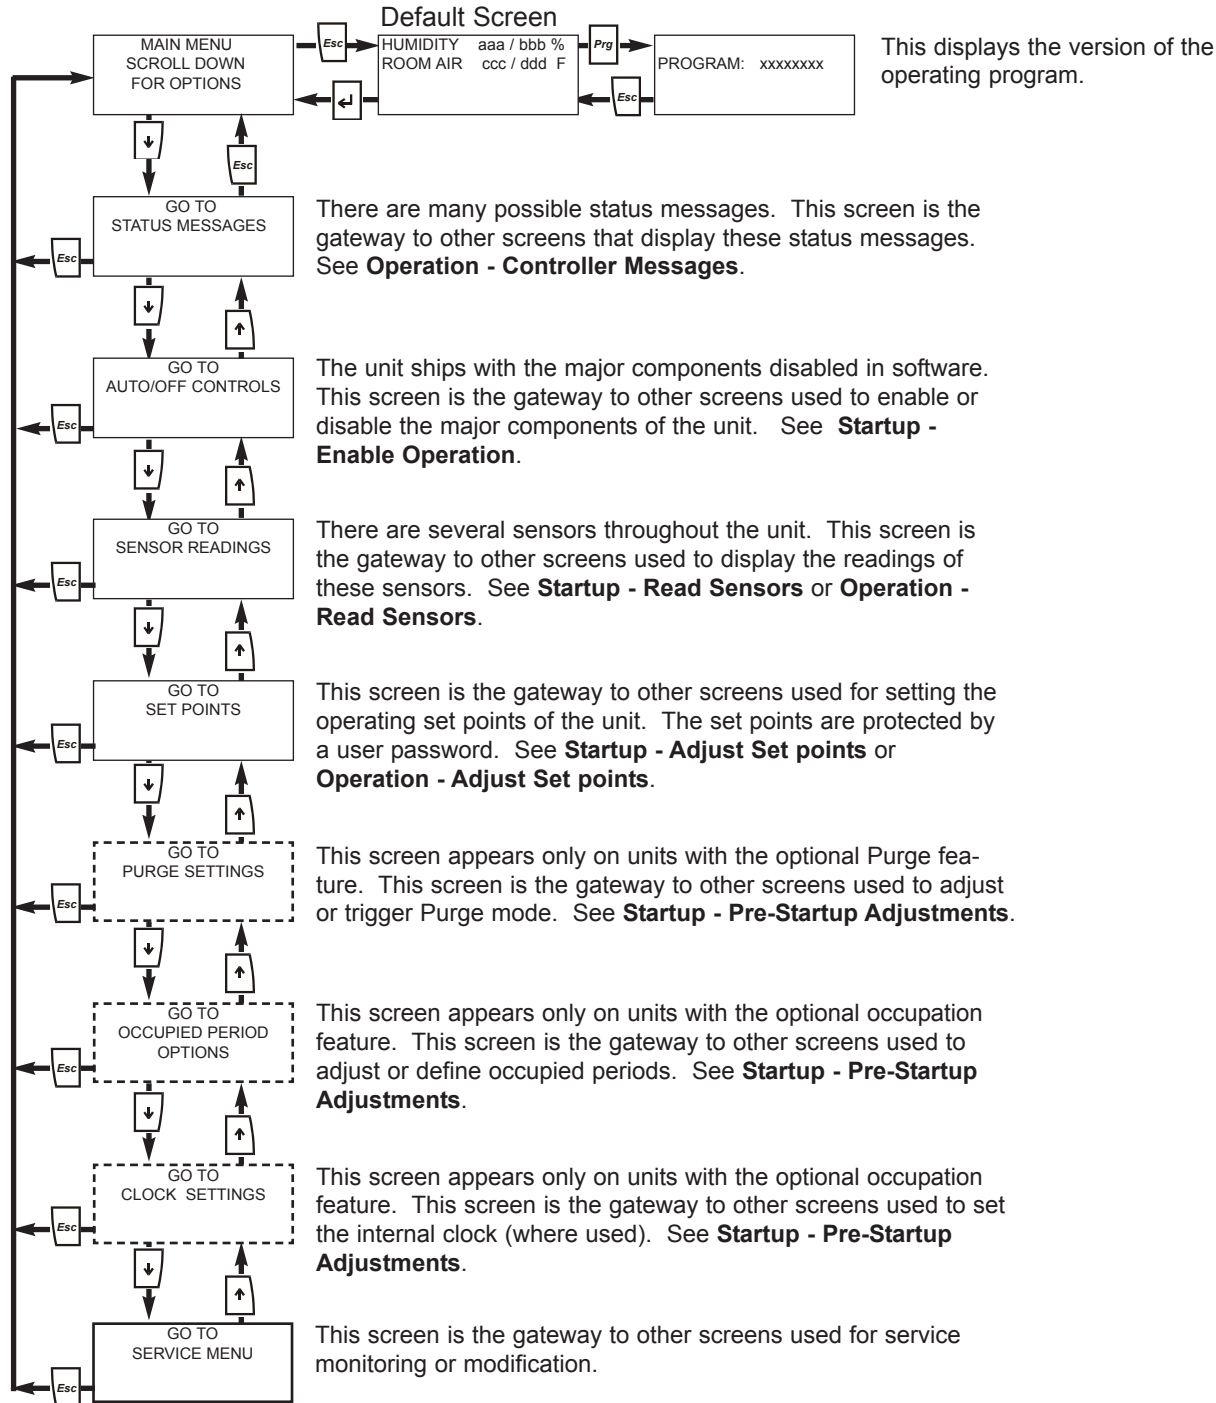 Default Screen
MAIN MENU
SCROLL DOWN
FOR OPTIONS
Esc
HUMIDITY aaa / bbb %
ROOM AIR ccc / ddd F
Prg
PROGRAM: xxxxxxxx
Esc
This displays the version of the
operating program.
Esc
GO TO
STATUS MESSAGES
Esc
There are many possible status messages. This screen is the
gateway to other screens that display these status messages.
See Operation - Controller Messages.
GO TO
AUTO/OFF CONTROLS
Esc
The unit ships with the major components disabled in software.
This screen is the gateway to other screens used to enable or
disable the major components of the unit. See Startup -
Enable Operation.
GO TO
SENSOR READINGS
Esc
There are several sensors throughout the unit. This screen is
the gateway to other screens used to display the readings of
these sensors. See Startup - Read Sensors or Operation -
Read Sensors.
GO TO
SET POINTS
Esc
This screen is the gateway to other screens used for setting the
operating set points of the unit. The set points are protected by
a user password. See Startup - Adjust Set points or
Operation - Adjust Set points.
GO TO
PURGE SETTINGS
Esc
This screen appears only on units with the optional Purge fea-
ture. This screen is the gateway to other screens used to adjust
or trigger Purge mode. See Startup - Pre-Startup Adjustments.
GO TO
OCCUPIED PERIOD
OPTIONS
Esc
This screen appears only on units with the optional occupation
feature. This screen is the gateway to other screens used to
adjust or define occupied periods. See Startup - Pre-Startup
Adjustments.
GO TO
CLOCK SETTINGS
Esc
This screen appears only on units with the optional occupation
feature. This screen is the gateway to other screens used to set
the internal clock (where used). See Startup - Pre-Startup
Adjustments.
GO TO
SERVICE MENU
Esc
This screen is the gateway to other screens used for service
monitoring or modification.